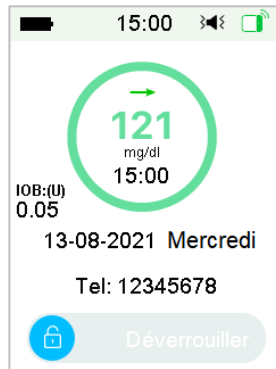 15:00
121
mg/dl
15:00
IOB:(U)
0.05
13-08-2021 Mercredi
Tel: 12345678
Déverrouiller